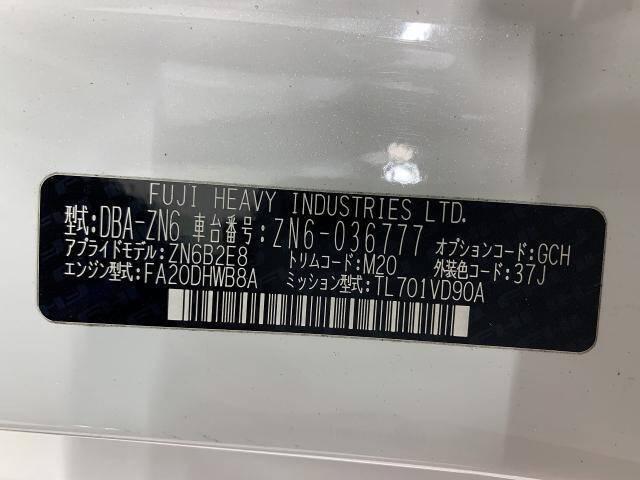 FUJI HEAVY INDUSTRIES LTD.
型式:DBA-ZN6 車台番号:ZN6-036777 オプションコード:GCH
アプライドモデル:ZN6B2E8 トリムコード:M20 外装色コード:37J
エンジン型式:FA20DHWB8A ミッション型式:TL701VD90A